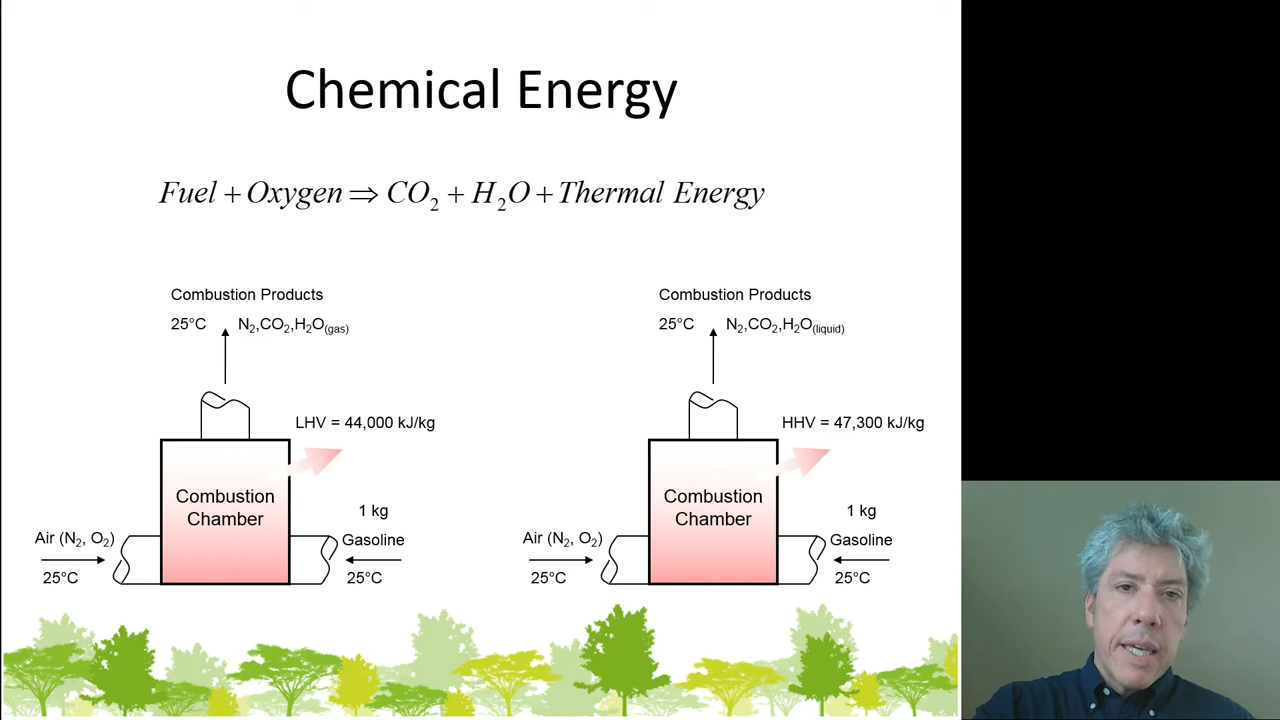 Chemical Energy
Fuel + Oxygen ⇒ CO₂ + H₂O + Thermal Energy
Combustion Products
25°C N₂,CO₂,H₂O(gas)
LHV = 44,000 kJ/kg
Combustion
Chamber
1 kg
Air (N₂, O₂)
Gasoline
25°C
25°C
Combustion Products
25°C N₂,CO₂,H₂O(liquid)
HHV = 47,300 kJ/kg
Combustion
Chamber
1 kg
Air (N₂, O₂)
Gasoline
25°C
25°C